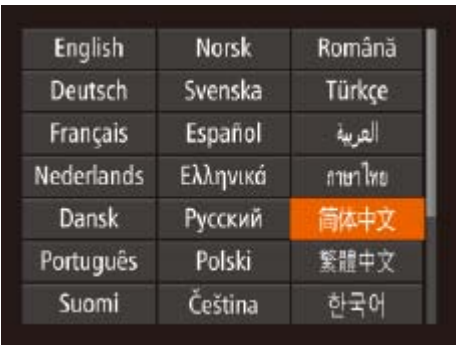 English Norsk Română
Deutsch Svenska Türkçe
Français Español العربية
Nederlands Ελληνικά ภาษาไทย
Dansk Русский 简体中文
Português Polski 繁體中文
Suomi Čeština 한국어